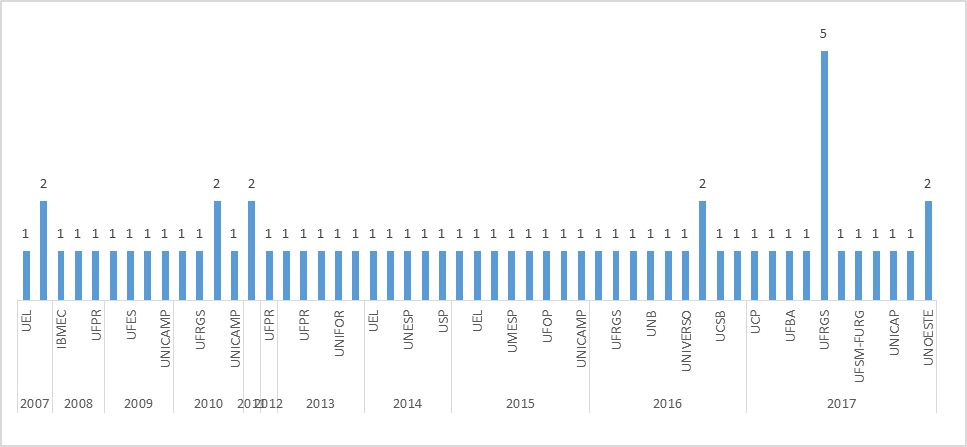 5
2 2 2 2 2
1 1 1 1 1 1 1 1 1 1 1 1 1 1 1 1 1 1 1 1 1 1 1 1 1 1 1 1 1 1 1 1 1 1 1 1 1 1 1 1 1 1 1 1 1 1 1
UEL
IBMEC
UFPR
UFES
UNICAMP
UFRGS
UNICAMP
UFPR
UFPR
UNIFOR
UEL
UNESP
USP
UEL
UMESP
UFOP
UNICAMP
UFRGS
UNB
UNIVERSO
UCSB
UCP
UFBA
UFRGS
UFSM-FURG
UNICAP
UNOESTE
2007 2008 2009 2010 2011 2012 2013 2014 2015 2016 2017